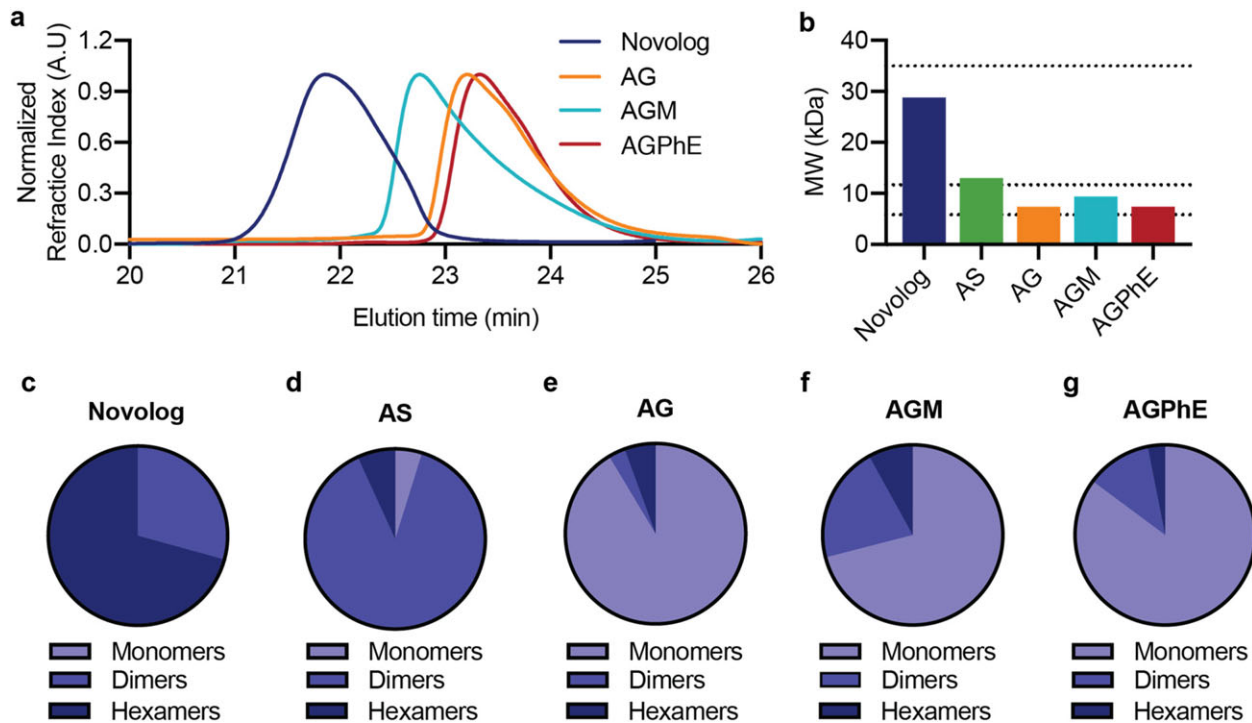 a
Normalized
Refractice Index (A.U)
1.2
0.9
0.6
0.3
0.0
20 21 22 23 24 25 26
Elution time (min)
Novolog
AG
AGM
AGPhE
b
MW (kDa)
40
30
20
10
0
Novolog
AS
AG
AGM
AGPhE
c
Novolog
Monomers
Dimers
Hexamers
d
AS
Monomers
Dimers
Hexamers
e
AG
Monomers
Dimers
Hexamers
f
AGM
Monomers
Dimers
Hexamers
g
AGPhE
Monomers
Dimers
Hexamers